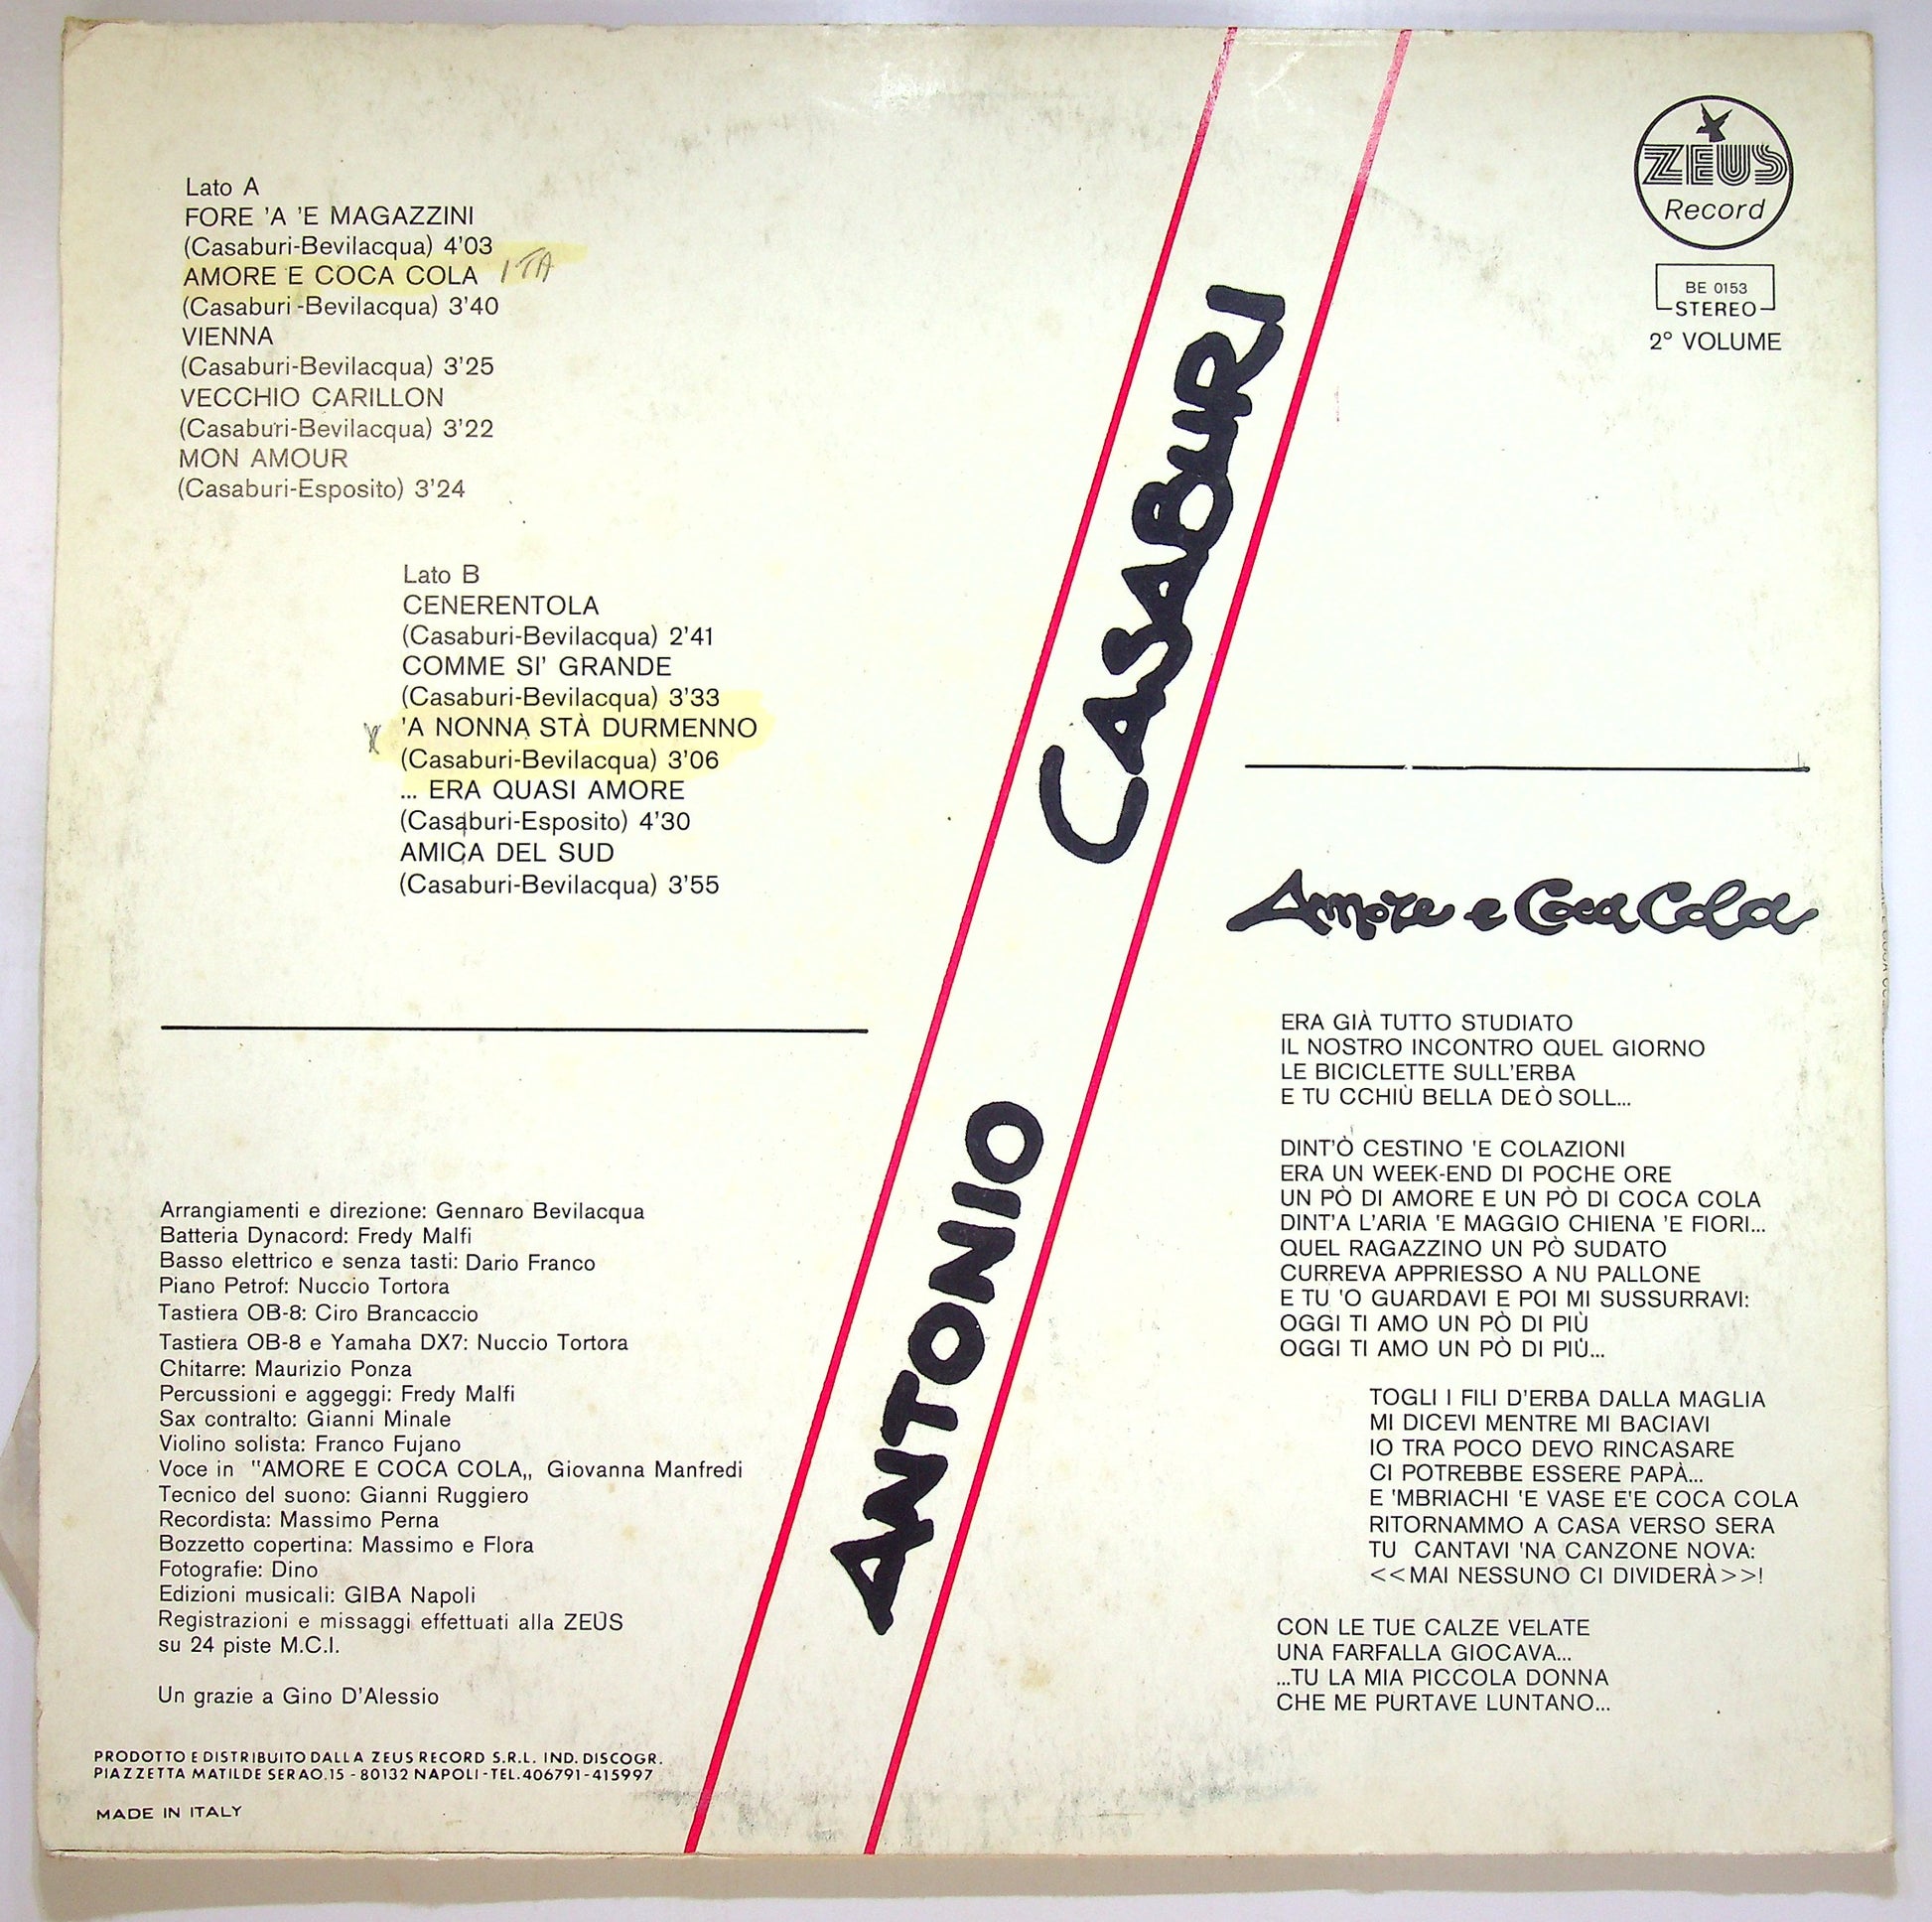 Lato A
FORE 'A 'E MAGAZZINI
(Casaburi-Bevilacqua) 4'03
AMORE E COCA COLA ITA
(Casaburi-Bevilacqua) 3'40
VIENNA
(Casaburi-Bevilacqua) 3'25
VECCHIO CARILLON
(Casaburi-Bevilacqua) 3'22
MON AMOUR
(Casaburi-Esposito) 3'24
Lato B
CENERENTOLA
(Casaburi-Bevilacqua) 2'41
COMME SI' GRANDE
(Casaburi-Bevilacqua) 3'33
'A NONNA STÀ DURMENNO
(Casaburi-Bevilacqua) 3'06
... ERA QUASI AMORE
(Casaburi-Esposito) 4'30
AMICA DEL SUD
(Casaburi-Bevilacqua) 3'55
Arrangiamenti e direzione: Gennaro Bevilacqua
Batteria Dynacord: Fredy Malfi
Basso elettrico e senza tasti: Dario Franco
Piano Petrof: Nuccio Tortora
Tastiera OB-8: Ciro Brancaccio
Tastiera OB-8 e Yamaha DX7: Nuccio Tortora
Chitarre: Maurizio Ponza
Percussioni e aggeggi: Fredy Malfi
Sax contralto: Gianni Minale
Violino solista: Franco Fujano
Voce in "AMORE E COCA COLA„ Giovanna Manfredi
Tecnico del suono: Gianni Ruggiero
Recordista: Massimo Perna
Bozzetto copertina: Massimo e Flora
Fotografie: Dino
Edizioni musicali: GIBA Napoli
Registrazioni e missaggi effettuati alla ZEUS
su 24 piste M.C.I.
Un grazie a Gino D'Alessio
PRODOTTO E DISTRIBUITO DALLA ZEUS RECORD S.R.L. IND. DISCOGR.
PIAZZETTA MATILDE SERAO.15 - 80132 NAPOLI - TEL.406791-415997
MADE IN ITALY
ANTONIO CASABURI
ZEUS
Record
BE 0153
STEREO
2° VOLUME
Amore e Coca Cola
ERA GIÀ TUTTO STUDIATO
IL NOSTRO INCONTRO QUEL GIORNO
LE BICICLETTE SULL'ERBA
E TU CCHIÙ BELLA DEÒ SOLL...
DINT'Ò CESTINO 'E COLAZIONI
ERA UN WEEK-END DI POCHE ORE
UN PÒ DI AMORE E UN PÒ DI COCA COLA
DINT'A L'ARIA 'E MAGGIO CHIENA 'E FIORI...
QUEL RAGAZZINO UN PÒ SUDATO
CURREVA APPRIESSO A NU PALLONE
E TU 'O GUARDAVI E POI MI SUSSURRAVI:
OGGI TI AMO UN PÒ DI PIÙ
OGGI TI AMO UN PÒ DI PIÙ...
TOGLI I FILI D'ERBA DALLA MAGLIA
MI DICEVI MENTRE MI BACIAVI
IO TRA POCO DEVO RINCASARE
CI POTREBBE ESSERE PAPÀ...
E 'MBRIACHI 'E VASE E'E COCA COLA
RITORNAMMO A CASA VERSO SERA
TU CANTAVI 'NA CANZONE NOVA:
<<MAI NESSUNO CI DIVIDERÀ>>!
CON LE TUE CALZE VELATE
UNA FARFALLA GIOCAVA...
...TU LA MIA PICCOLA DONNA
CHE ME PURTAVE LUNTANO...